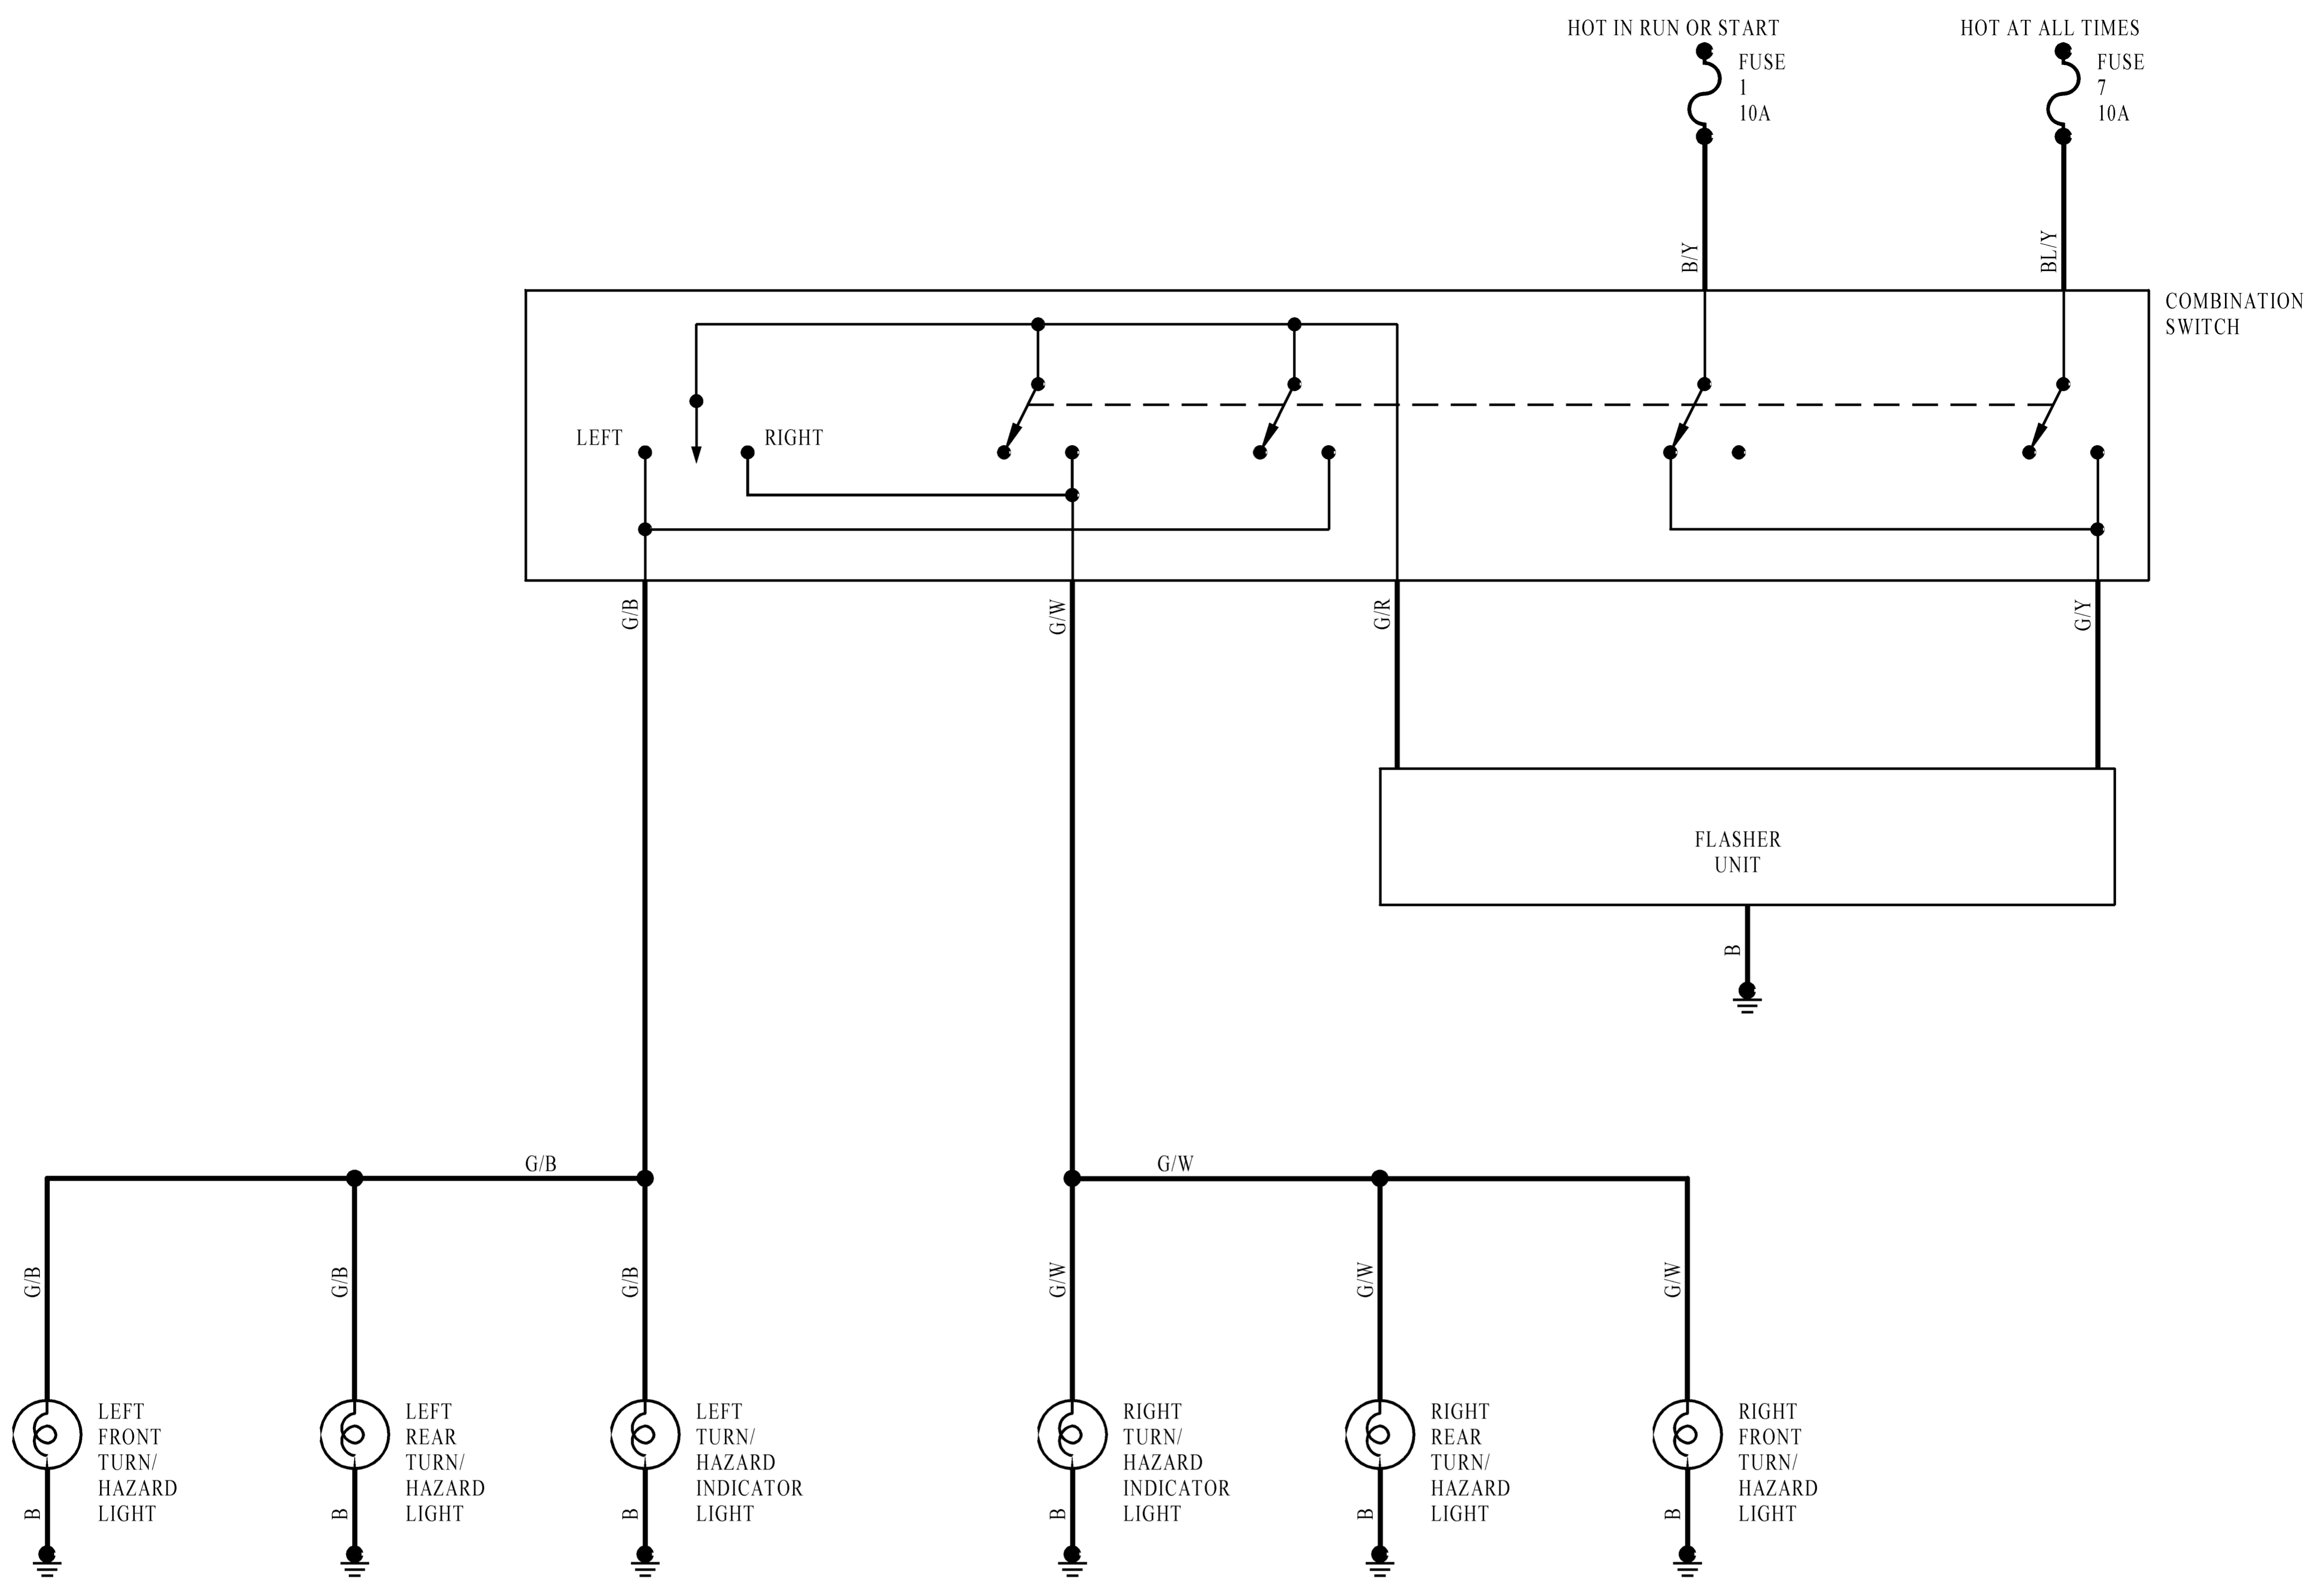 HOT IN RUN OR START
HOT AT ALL TIMES
FUSE
1
10A
FUSE
7
10A
B/Y
BL/Y
COMBINATION
SWITCH
LEFT
RIGHT
G/B
G/W
G/R
G/Y
FLASHER
UNIT
B
G/B
G/W
G/B
G/B
G/B
G/W
G/W
G/W
LEFT
FRONT
TURN/
HAZARD
LIGHT
LEFT
REAR
TURN/
HAZARD
LIGHT
LEFT
TURN/
HAZARD
INDICATOR
LIGHT
RIGHT
TURN/
HAZARD
INDICATOR
LIGHT
RIGHT
REAR
TURN/
HAZARD
LIGHT
RIGHT
FRONT
TURN/
HAZARD
LIGHT
B
B
B
B
B
B